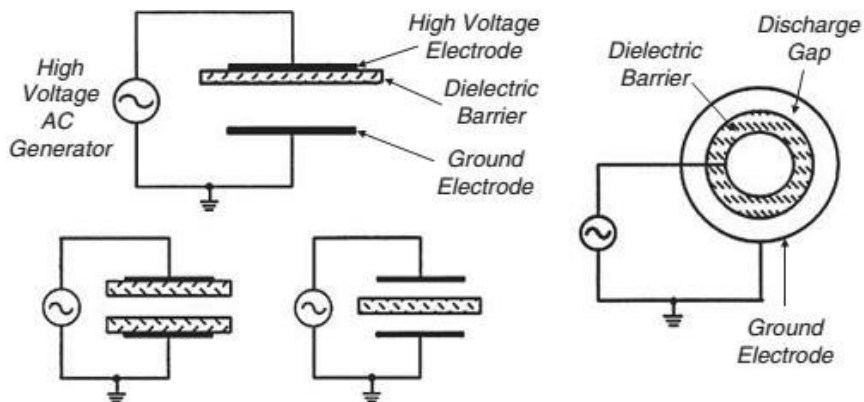 High
Voltage
AC
Generator
High Voltage
Electrode
Dielectric
Barrier
Ground
Electrode
Dielectric
Barrier
Discharge
Gap
Ground
Electrode